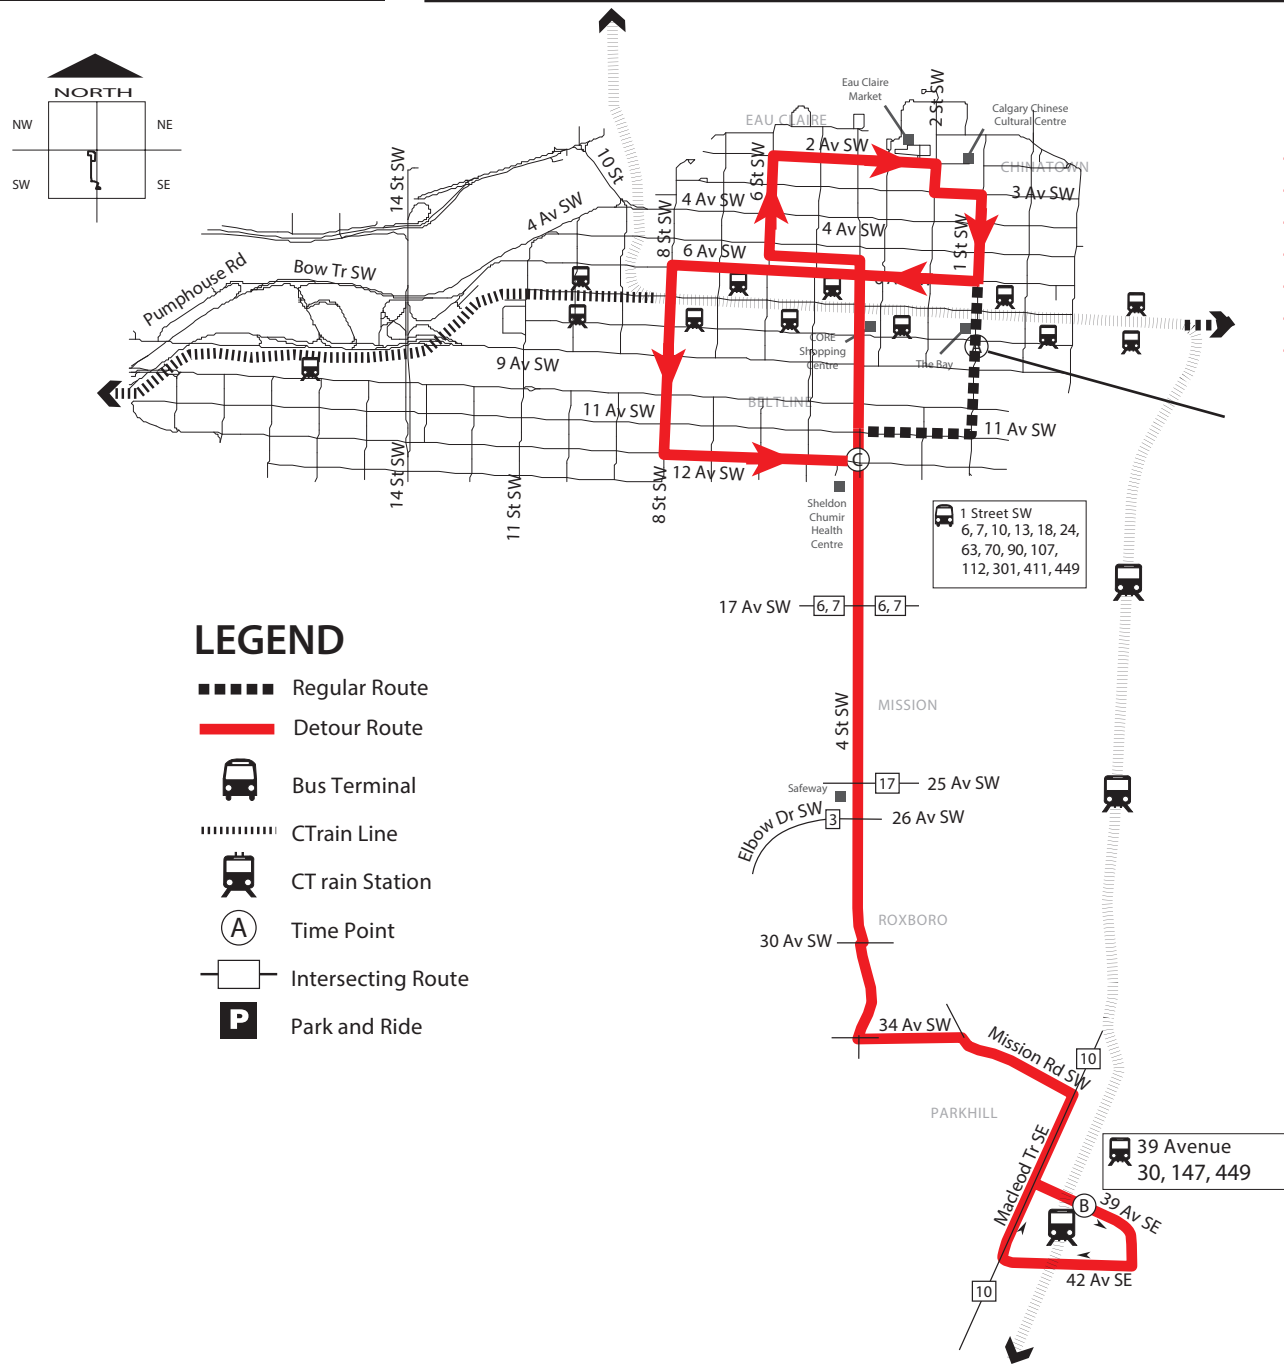 NORTH
NW
NE
SW
SE
Eau Claire
Market
2 St SW
Calgary Chinese
Cultural Centre
EAU CLAIRE
2 Av SW
CHINATOWN
10 St
14 St SW
6 St SW
4 Av SW
3 Av SW
4 Av SW
8 St SW
4 Av SW
1 St SW
6 Av SW
Pumphouse Rd
Bow Tr SW
CORE
Shopping
Centre
The Bay
A
9 Av SW
BELTLINE
11 Av SW
11 Av SW
14 St SW
11 St SW
8 St SW
12 Av SW
C
Sheldon
Chumir
Health
Centre
1 Street SW
6, 7, 10, 13, 18, 24,
63, 70, 90, 107,
112, 301, 411, 449
17 Av SW
6, 7
6, 7
LEGEND
Regular Route
Detour Route
Bus Terminal
CTrain Line
CT rain Station
A
Time Point
Intersecting Route
P
Park and Ride
MISSION
4 St SW
Safeway
17
25 Av SW
Elbow Dr SW
3
26 Av SW
ROXBORO
30 Av SW
34 Av SW
Mission Rd SW
10
PARKHILL
Macleod Tr SE
39 Avenue
30, 147, 449
B
39 Av SE
42 Av SE
10